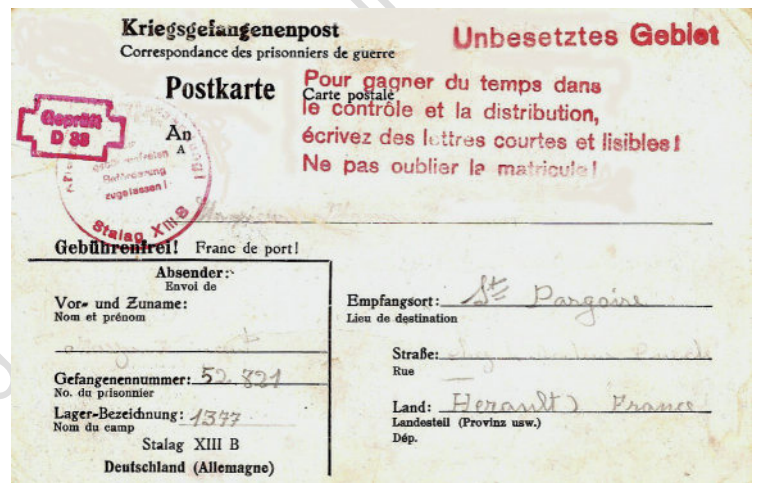 Kriegsgefangenenpost
Correspondance des prisonniers de guerre
Unbesetztes Gebiet
Postkarte
Carte postale
Pour gagner du temps dans
le contrôle et la distribution,
écrivez des lettres courtes et lisibles!
Ne pas oublier le matricule!
Geprüft
D 38
An
A
zugelassen!
Stalag XIII B
Gebührenfrei! Franc de port!
Absender:
Envoi de
Vor- und Zuname:
Nom et prénom
Gefangenennummer: 52 821
No. du prisonnier
Lager-Bezeichnung: 1377
Nom du camp
Stalag XIII B
Deutschland (Allemagne)
Empfangsort: Ste Pargoire
Lieu de destination
Straße:
Rue
Land: Herault) France
Landesteil (Provinz usw.)
Dép.